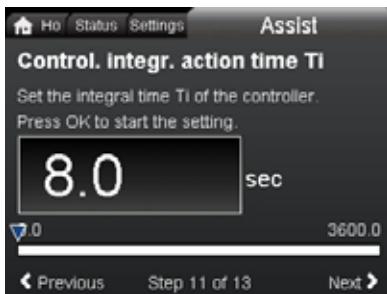 Ho Status Settings Assist
Control. integr. action time Ti
Set the integral time Ti of the controller.
Press OK to start the setting.
8.0 sec
.0 3600.0
Previous Step 11 of 13 Next